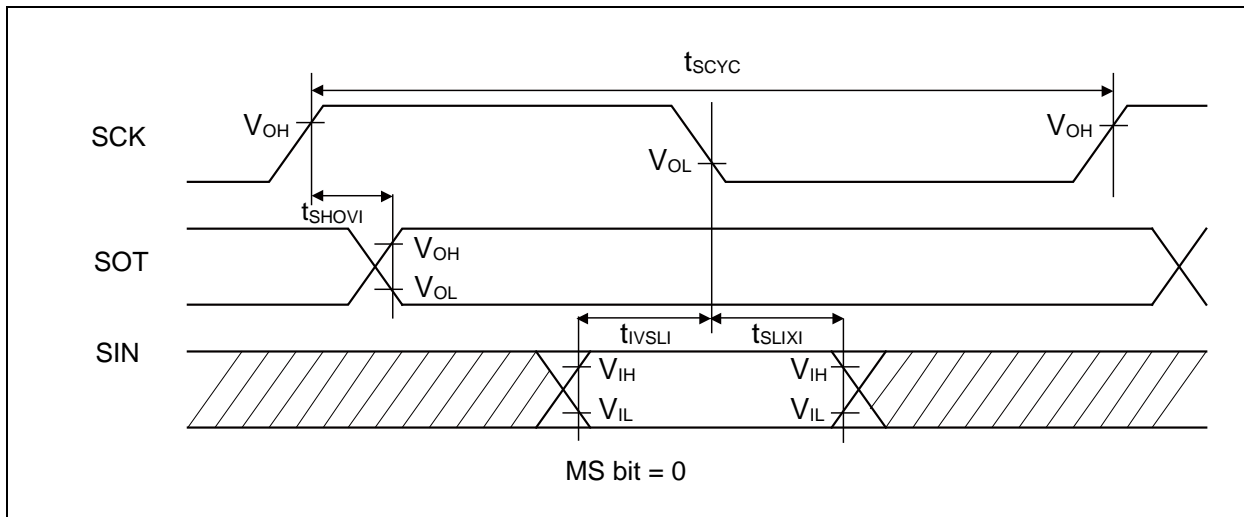 tSCYC
SCK
VOH
VOL
VOH
tSHOVI
SOT
VOH
VOL
SIN
tIVSLI
tSLIXI
VIH
VIL
VIH
VIL
MS bit = 0